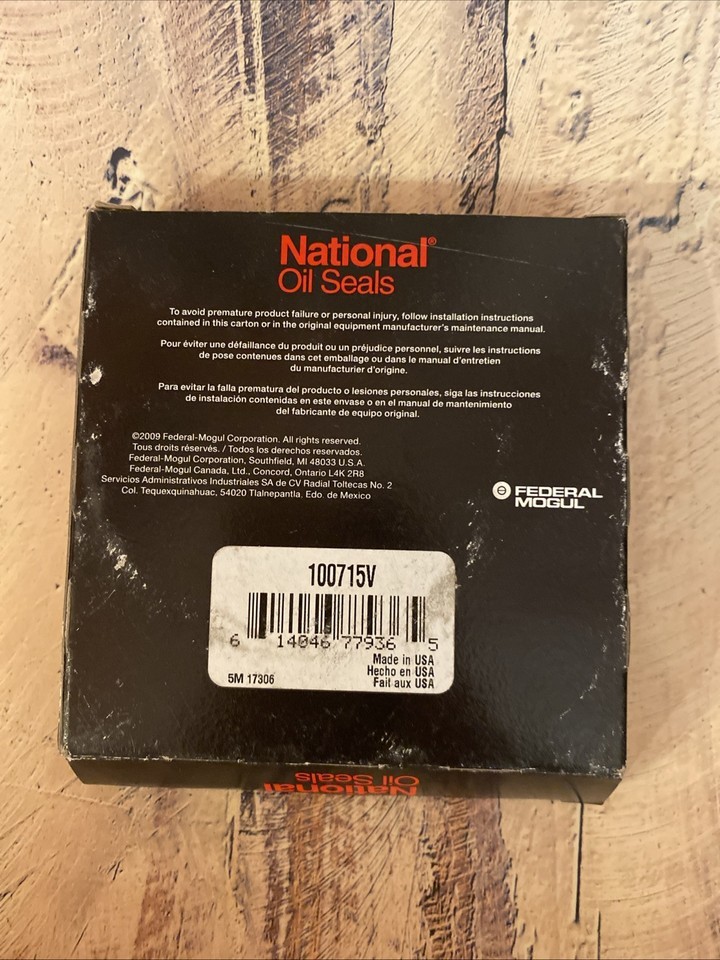 National®
Oil Seals
To avoid premature product failure or personal injury, follow installation instructions
contained in this carton or in the original equipment manufacturer's maintenance manual.
Pour éviter une défaillance du produit ou un préjudice personnel, suivre les instructions
de pose contenues dans cet emballage ou dans le manuel d'entretien
du manufacturier d'origine.
Para evitar la falla prematura del producto o lesiones personales, siga las instrucciones
de instalación contenidas en este envase o en el manual de mantenimiento
del fabricante de equipo original.
©2009 Federal-Mogul Corporation. All rights reserved.
Tous droits réservés. / Todos los derechos reservados.
Federal-Mogul Corporation, Southfield, MI 48033 U.S.A.
Federal-Mogul Canada, Ltd., Concord, Ontario L4K 2R8
Servicios Administrativos Industriales SA de CV Radial Toltecas No. 2
Col. Tequexquinahuac, 54020 Tlalnepantla. Edo. de Mexico
FEDERAL
MOGUL
100715V
6 14046 77936 5
Made in USA
Hecho en USA
5M 17306 Fait aux USA
National
Oil Seals